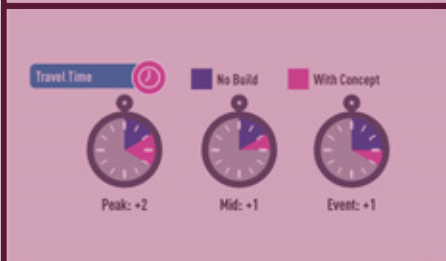 Travel Time
No Build
With Concept
Peak: +2
Mid: +1
Event: +1